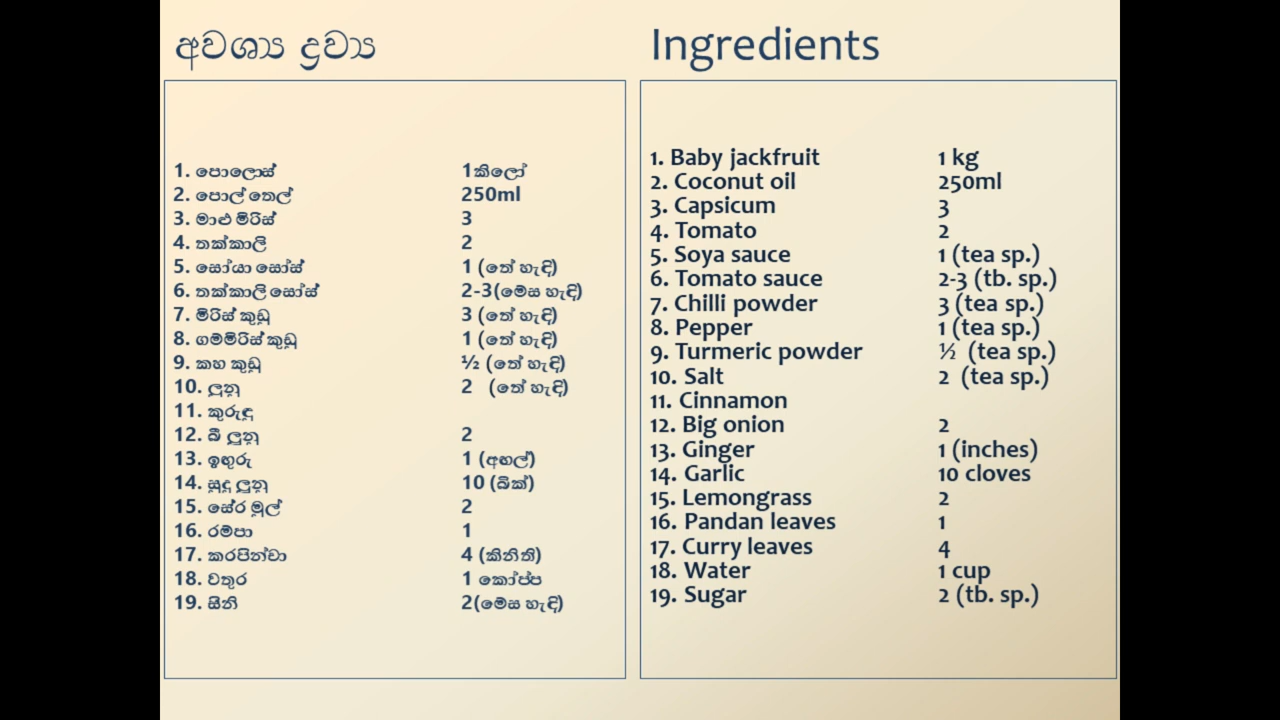 අවශ්‍ය ද්‍රව්‍ය
1. පොලොස් 1කිලෝ
2. පොල් තෙල් 250ml
3. මාළු මිරිස් 3
4. තක්කාලි 2
5. සෝයා සෝස් 1 (තේ හැඳි)
6. තක්කාලි සෝස් 2-3(මෙස හැඳි)
7. මිරිස් කුඩු 3 (තේ හැඳි)
8. ගම්මිරිස් කුඩු 1 (තේ හැඳි)
9. කහ කුඩු ½ (තේ හැඳි)
10. ලුනු 2 (තේ හැඳි)
11. කුරුඳු
12. බී ලුනු 2
13. ඉඟුරු 1 (අඟල්)
14. සුදු ලුනු 10 (බික්)
15. සේර මුල් 2
16. රම්පා 1
17. කරපින්චා 4 (කිනිති)
18. වතුර 1 කෝප්ප
19. සීනි 2(මෙස හැඳි)
Ingredients
1. Baby jackfruit 1 kg
2. Coconut oil 250ml
3. Capsicum 3
4. Tomato 2
5. Soya sauce 1 (tea sp.)
6. Tomato sauce 2-3 (tb. sp.)
7. Chilli powder 3 (tea sp.)
8. Pepper 1 (tea sp.)
9. Turmeric powder ½ (tea sp.)
10. Salt 2 (tea sp.)
11. Cinnamon
12. Big onion 2
13. Ginger 1 (inches)
14. Garlic 10 cloves
15. Lemongrass 2
16. Pandan leaves 1
17. Curry leaves 4
18. Water 1 cup
19. Sugar 2 (tb. sp.)